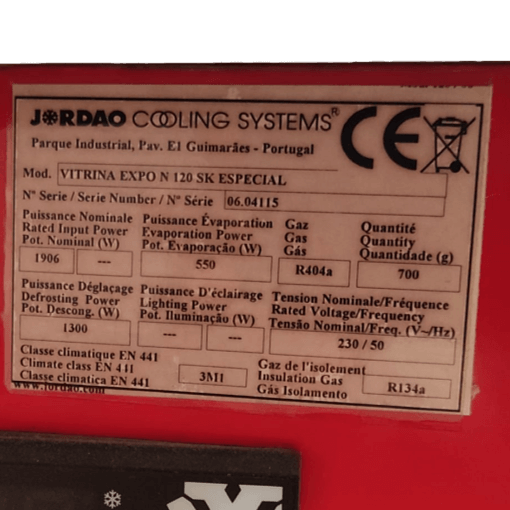 JORDAO COOLING SYSTEMS®
CE
Parque Industrial, Pav. E1 Guimarães - Portugal
Mod. VITRINA EXPO N 120 SK ESPECIAL
Nº Serie / Serie Number / Nº Série 06.04115
Puissance Nominale Puissance Évaporation Gaz Quantité
Rated Input Power Evaporation Power Gas Quantity
Pot. Nominal (W) Pot. Evaporação (W) Gás Quantidade (g)
1906 --- 550 R404a 700
Puissance Déglaçage Puissance D'éclairage Tension Nominale/Fréquence
Defrosting Power Lighting Power Rated Voltage/Frequency
Pot. Descong. (W) Pot. Iluminação (W) Tensão Nominal/Freq. (V~/Hz)
1300 --- --- 230 / 50
Classe climatique EN 441 Gaz de l'isolement
Climate class EN 441 3M1 Insulation Gas R134a
Classe climatica EN 441 Gás Isolamento
www.jordao.com